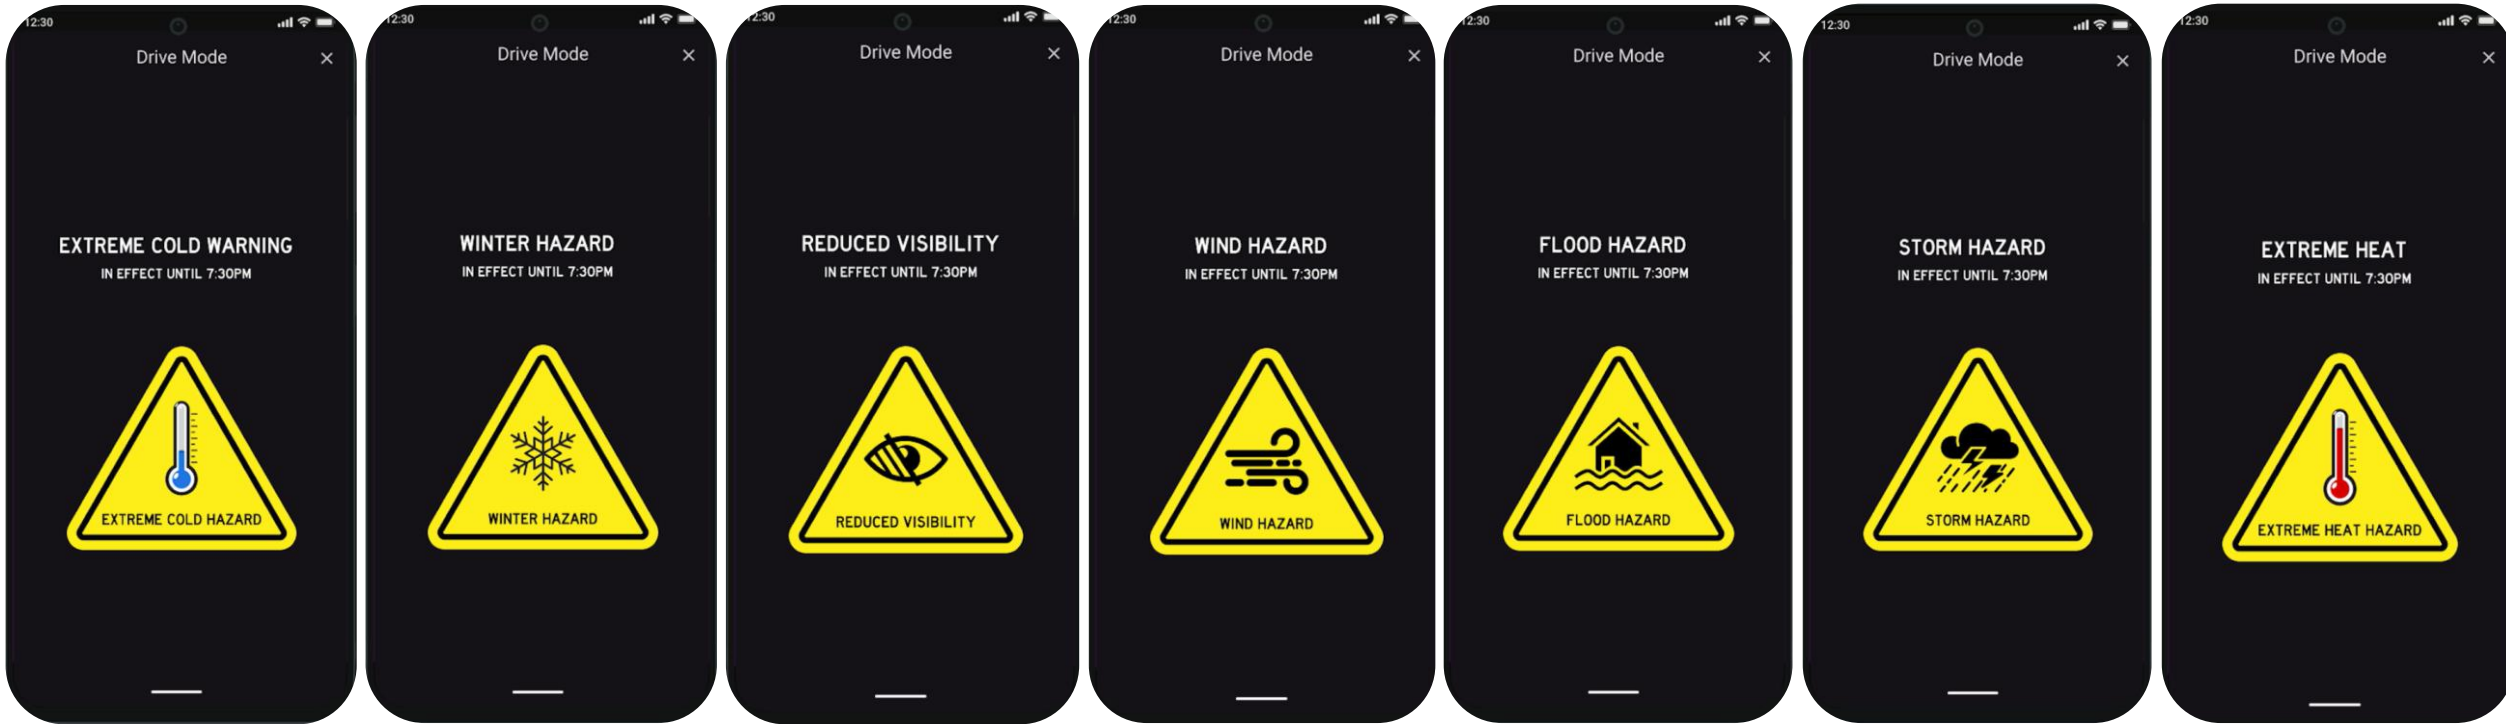 12:30
Drive Mode
EXTREME COLD WARNING
IN EFFECT UNTIL 7:30PM
EXTREME COLD HAZARD
12:30
Drive Mode
WINTER HAZARD
IN EFFECT UNTIL 7:30PM
WINTER HAZARD
12:30
Drive Mode
REDUCED VISIBILITY
IN EFFECT UNTIL 7:30PM
REDUCED VISIBILITY
12:30
Drive Mode
WIND HAZARD
IN EFFECT UNTIL 7:30PM
WIND HAZARD
12:30
Drive Mode
FLOOD HAZARD
IN EFFECT UNTIL 7:30PM
FLOOD HAZARD
12:30
Drive Mode
STORM HAZARD
IN EFFECT UNTIL 7:30PM
STORM HAZARD
12:30
Drive Mode
EXTREME HEAT
IN EFFECT UNTIL 7:30PM
EXTREME HEAT HAZARD